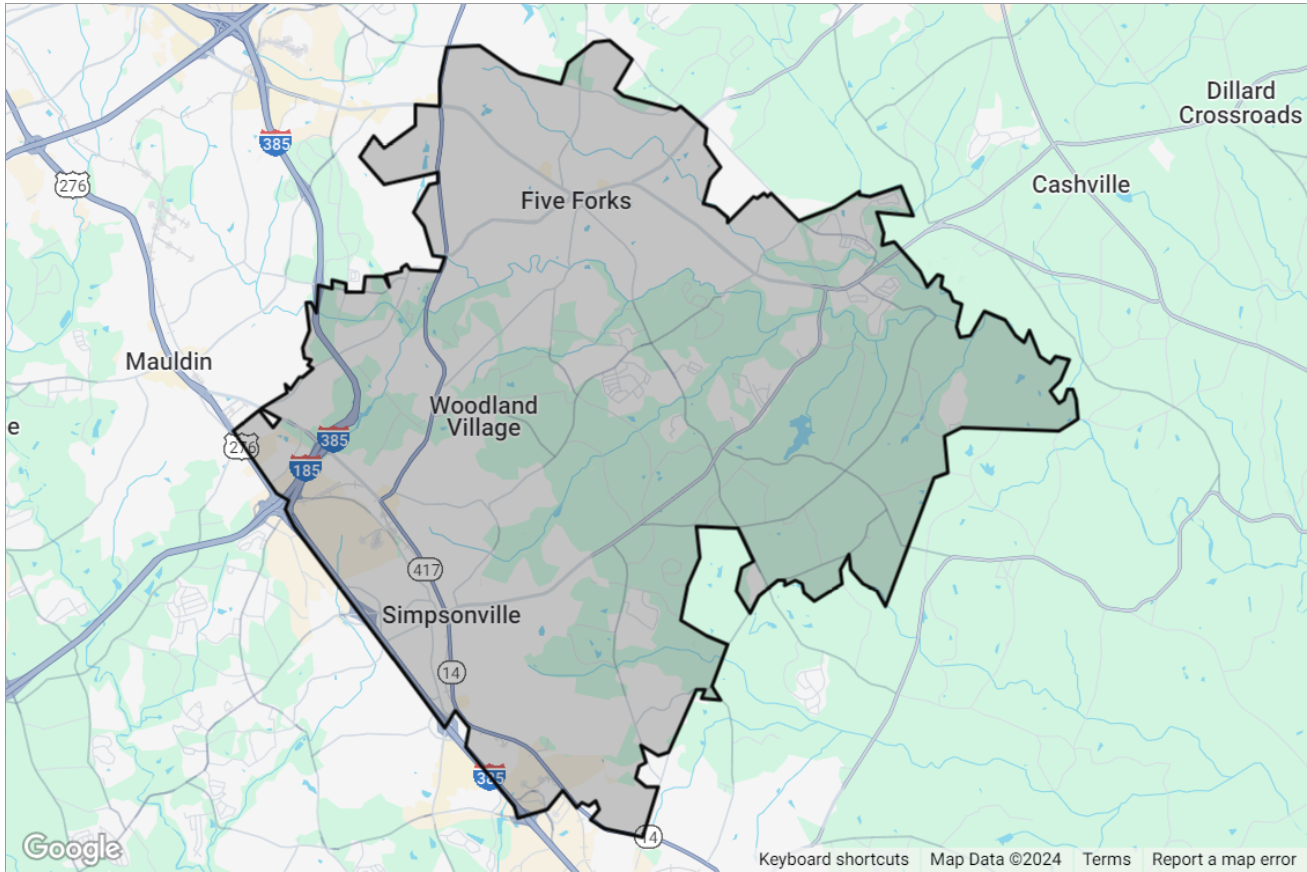 Dillard
Crossroads
385
276
Cashville
Five Forks
Mauldin
Woodland
Village
e
385
276
185
417
Simpsonville
14
385
14
Google
Keyboard shortcuts
Map Data ©2024
Terms
Report a map error